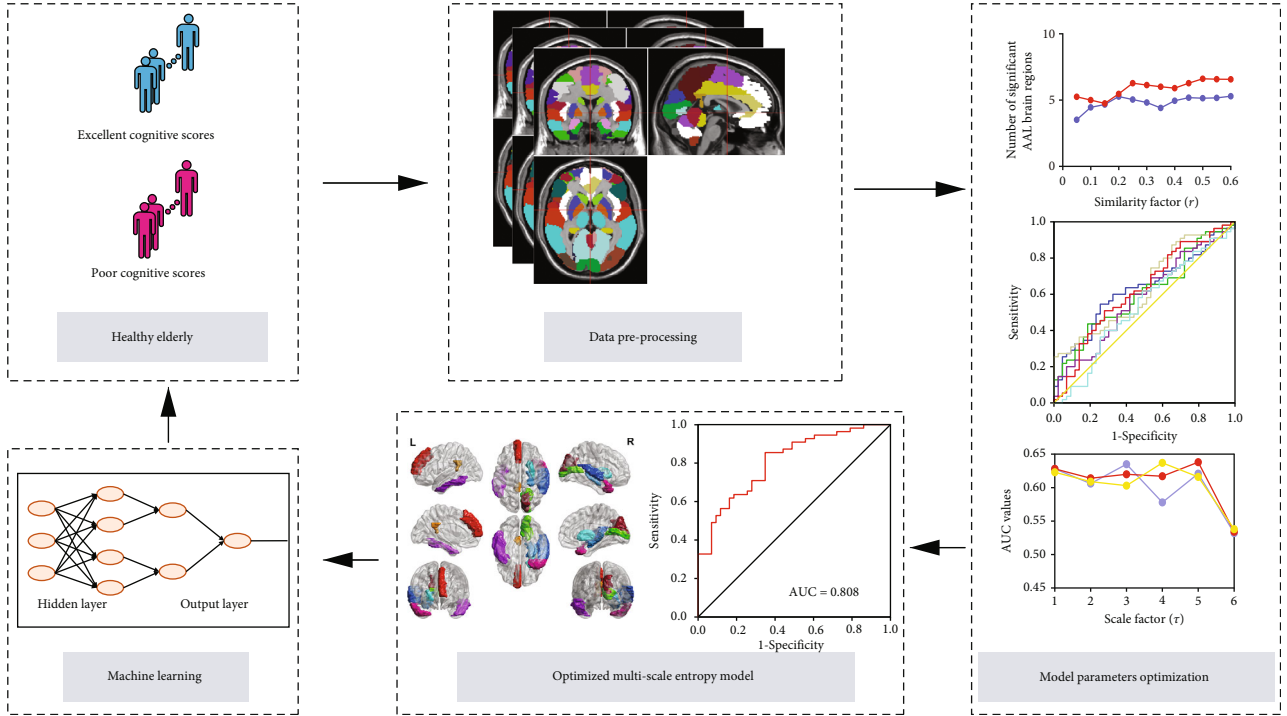 Excellent cognitive scores
Poor cognitive scores
Healthy elderly
Data pre-processing
Number of significant
AAL brain regions
10
5
0
0 0.1 0.2 0.3 0.4 0.5 0.6
Similarity factor (r)
Sensitivity
1.0
0.8
0.6
0.4
0.2
0.0
0.0 0.2 0.4 0.6 0.8 1.0
1-Specificity
AUC values
0.65
0.60
0.55
0.50
0.45
1 2 3 4 5 6
Scale factor (τ)
Model parameters optimization
L
R
Sensitivity
1.0
0.8
0.6
0.4
0.2
0.0
AUC = 0.808
0.0 0.2 0.4 0.6 0.8 1.0
1-Specificity
Optimized multi-scale entropy model
Hidden layer
Output layer
Machine learning